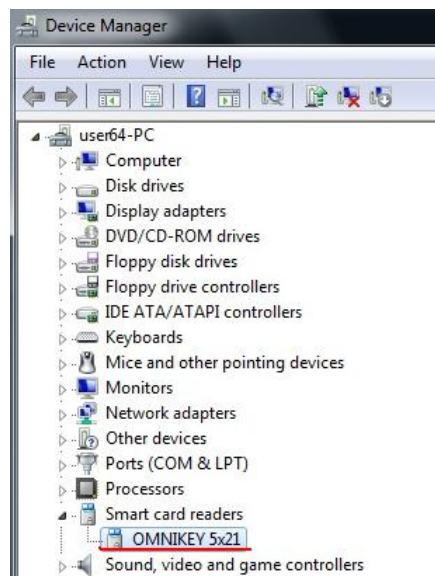 Device Manager
File Action View Help
user64-PC
Computer
Disk drives
Display adapters
DVD/CD-ROM drives
Floppy disk drives
Floppy drive controllers
IDE ATA/ATAPI controllers
Keyboards
Mice and other pointing devices
Monitors
Network adapters
Other devices
Ports (COM & LPT)
Processors
Smart card readers
OMNIKEY 5x21
Sound, video and game controllers